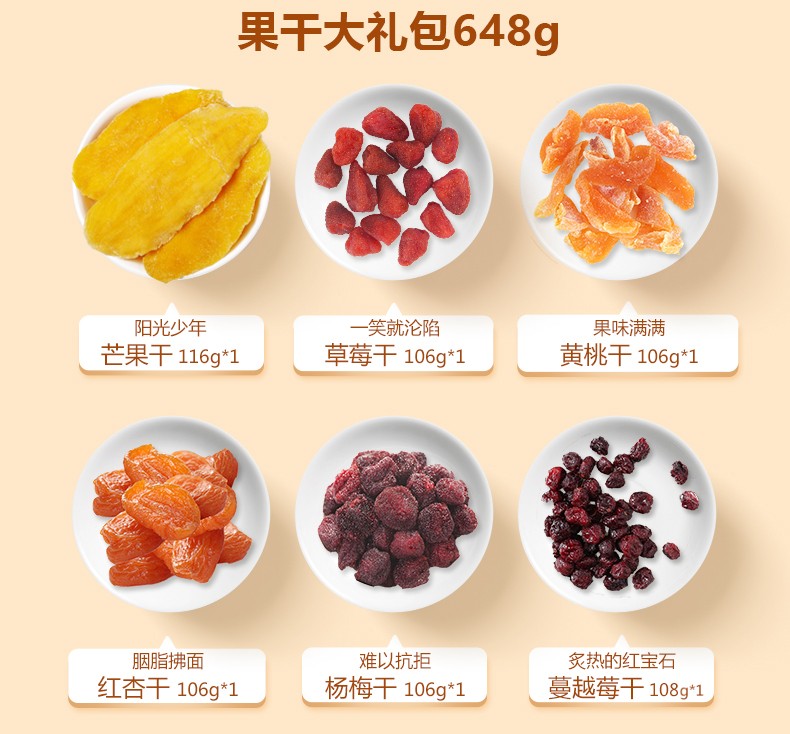 果干大礼包648g
阳光少年
芒果干 116g*1
一笑就沦陷
草莓干 106g*1
果味满满
黄桃干 106g*1
胭脂拂面
红杏干 106g*1
难以抗拒
杨梅干 106g*1
炙热的红宝石
蔓越莓干 108g*1